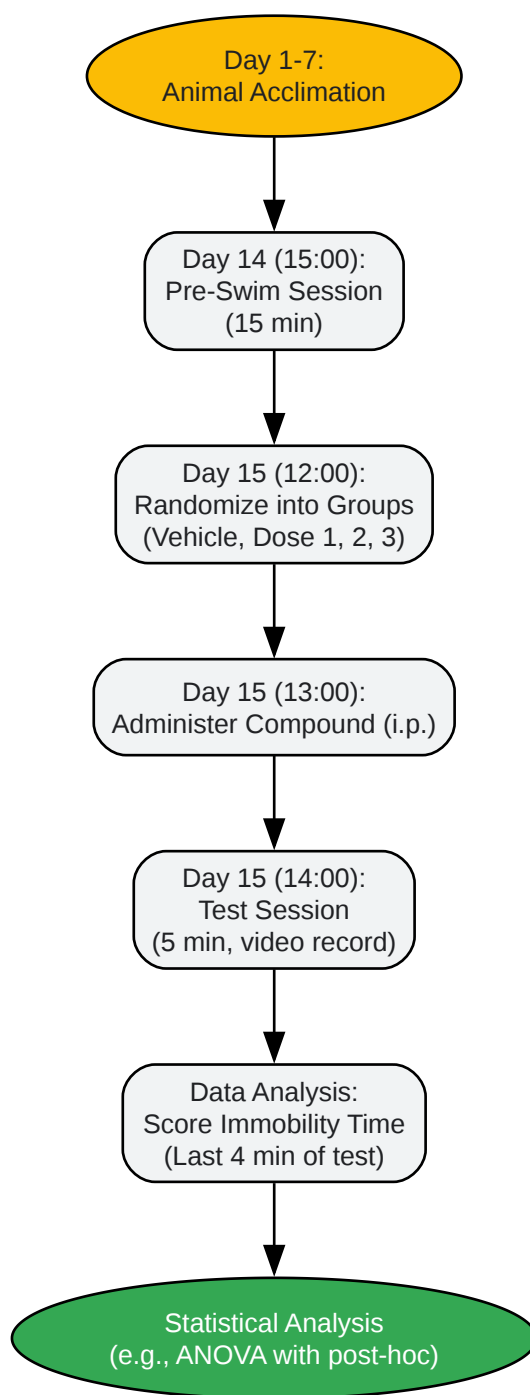 Day 1-7:
Animal Acclimation
Day 14 (15:00):
Pre-Swim Session
(15 min)
Day 15 (12:00):
Randomize into Groups
(Vehicle, Dose 1, 2, 3)
Day 15 (13:00):
Administer Compound (i.p.)
Day 15 (14:00):
Test Session
(5 min, video record)
Data Analysis:
Score Immobility Time
(Last 4 min of test)
Statistical Analysis
(e.g., ANOVA with post-hoc)